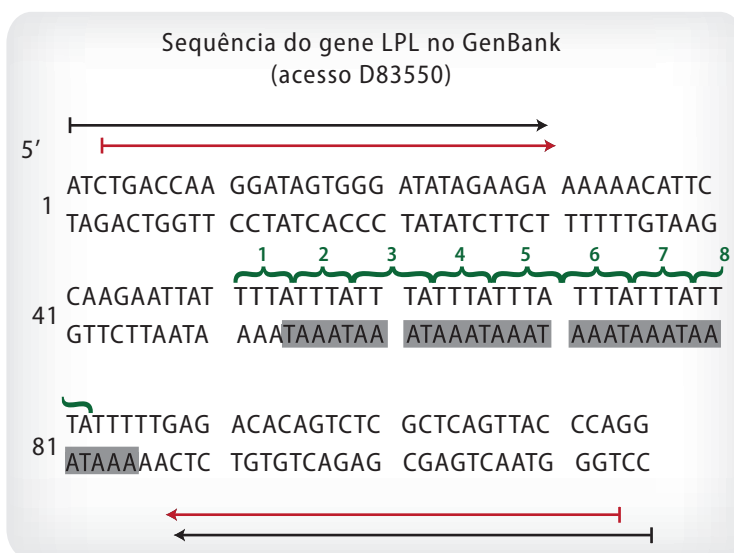 Sequência do gene LPL no GenBank
(acesso D83550)
5’
1
ATCTGACCAA GGATAGTGGG ATATAGAAGA AAAAACATTC
TAGACTGGTT CCTATCACCC TATATCTTCT TTTTTGTAAG
1 2 3 4 5 6 7 8
41
CAAGAATTAT TTTATTTATT TATTTATTTA TTTATTTATT
GTTCTTAATA AAATAAATAA ATAAATAAAT AAATAAATAA
81
TATTTTTGAG ACACAGTCTC GCTCAGTTAC CCAGG
ATAAAAACTC TGTGTCAGAG CGAGTCAATG GGTCC